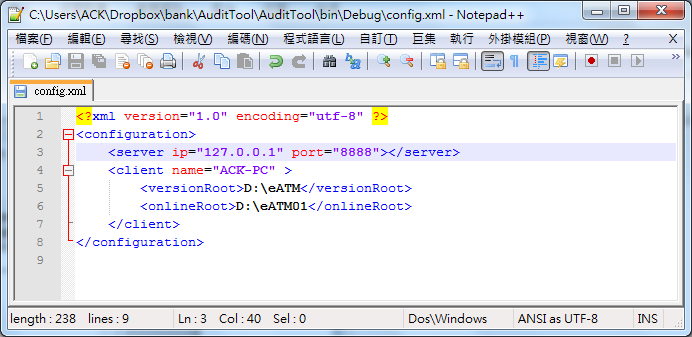 C:\Users\ACK\Dropbox\bank\AuditTool\AuditTool\bin\Debug\config.xml - Notepad++
檔案(F) 編輯(E) 尋找(S) 檢視(V) 編碼(N) 程式語言(L) 自訂(T) 巨集 執行 外掛模組(P) 視窗(W) ? X
config.xml
1 <?xml version="1.0" encoding="utf-8" ?>
2 <configuration>
3 <server ip="127.0.0.1" port="8888"></server>
4 <client name="ACK-PC" >
5 <versionRoot>D:\eATM</versionRoot>
6 <onlineRoot>D:\eATM01</onlineRoot>
7 </client>
8 </configuration>
9
length : 238 lines : 9 Ln : 3 Col : 40 Sel : 0 Dos\Windows ANSI as UTF-8 INS